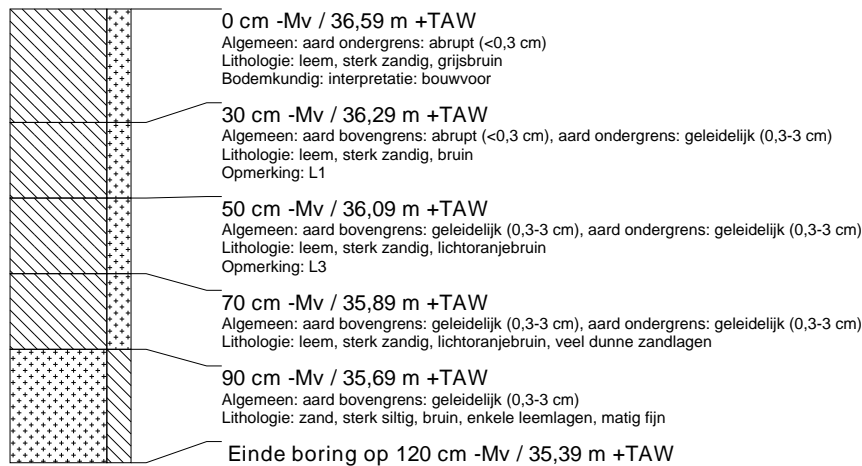 0 cm -Mv / 36,59 m +TAW
Algemeen: aard ondergrens: abrupt (<0,3 cm)
Lithologie: leem, sterk zandig, grijsbruin
Bodemkundig: interpretatie: bouwvoor
30 cm -Mv / 36,29 m +TAW
Algemeen: aard bovengrens: abrupt (<0,3 cm), aard ondergrens: geleidelijk (0,3-3 cm)
Lithologie: leem, sterk zandig, bruin
Opmerking: L1
50 cm -Mv / 36,09 m +TAW
Algemeen: aard bovengrens: geleidelijk (0,3-3 cm), aard ondergrens: geleidelijk (0,3-3 cm)
Lithologie: leem, sterk zandig, lichtoranjebruin
Opmerking: L3
70 cm -Mv / 35,89 m +TAW
Algemeen: aard bovengrens: geleidelijk (0,3-3 cm), aard ondergrens: geleidelijk (0,3-3 cm)
Lithologie: leem, sterk zandig, lichtoranjebruin, veel dunne zandlagen
90 cm -Mv / 35,69 m +TAW
Algemeen: aard bovengrens: geleidelijk (0,3-3 cm)
Lithologie: zand, sterk siltig, bruin, enkele leemlagen, matig fijn
Einde boring op 120 cm -Mv / 35,39 m +TAW